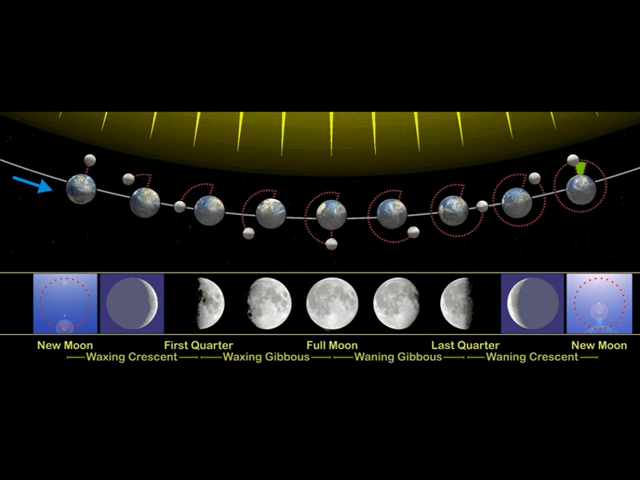 New Moon First Quarter Full Moon Last Quarter New Moon
Waxing Crescent Waxing Gibbous Waning Gibbous Waning Crescent